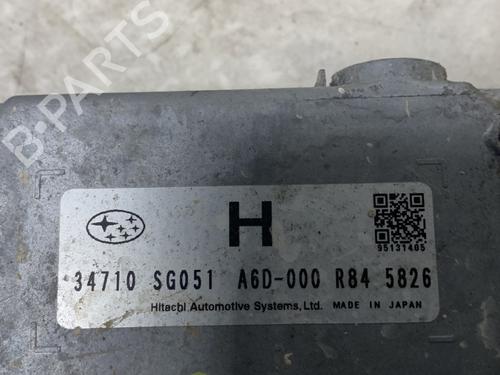 B-PARTS
H
95131405
34710 SG051 A6D-000 R84 5826
Hitachi Automotive Systems, Ltd. MADE IN JAPAN